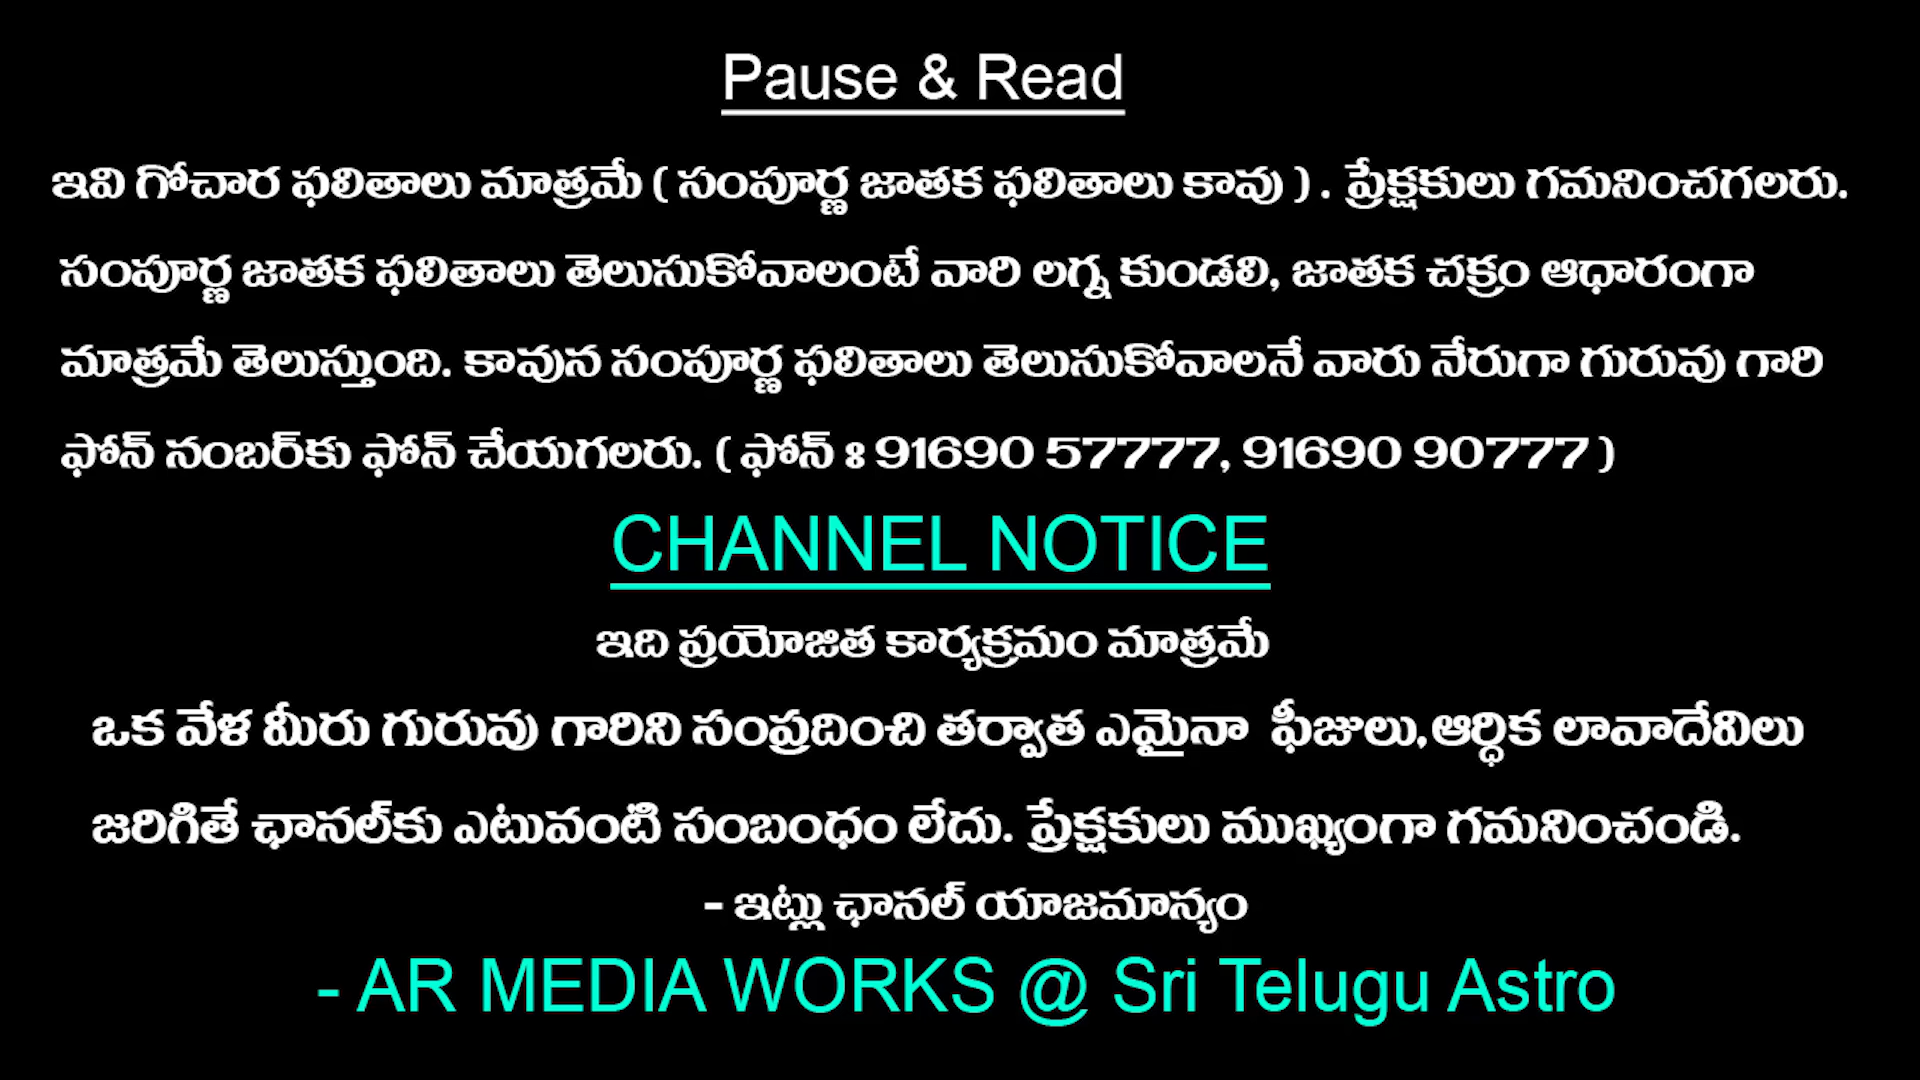 Pause & Read
ఇవి గోచార ఫలితాలు మాత్రమే ( సంపూర్ణ జాతక ఫలితాలు కావు ) . ప్రేక్షకులు గమనించగలరు.
సంపూర్ణ జాతక ఫలితాలు తెలుసుకోవాలంటే వారి లగ్న కుండలి, జాతక చక్రం ఆధారంగా
మాత్రమే తెలుస్తుంది. కావున సంపూర్ణ ఫలితాలు తెలుసుకోవాలనే వారు నేరుగా గురువు గారి
ఫోన్ నంబర్‌కు ఫోన్ చేయగలరు. ( ఫోన్ ః 91690 57777, 91690 90777 )
CHANNEL NOTICE
ఇది ప్రయోజిత కార్యక్రమం మాత్రమే
ఒక వేళ మీరు గురువు గారిని సంప్రదించి తర్వాత ఎమైనా ఫీజులు,ఆర్ధిక లావాదేవిలు
జరిగితే ఛానల్‌కు ఎటువంటి సంబంధం లేదు. ప్రేక్షకులు ముఖ్యంగా గమనించండి.
- ఇట్లు ఛానల్ యాజమాన్యం
- AR MEDIA WORKS @ Sri Telugu Astro